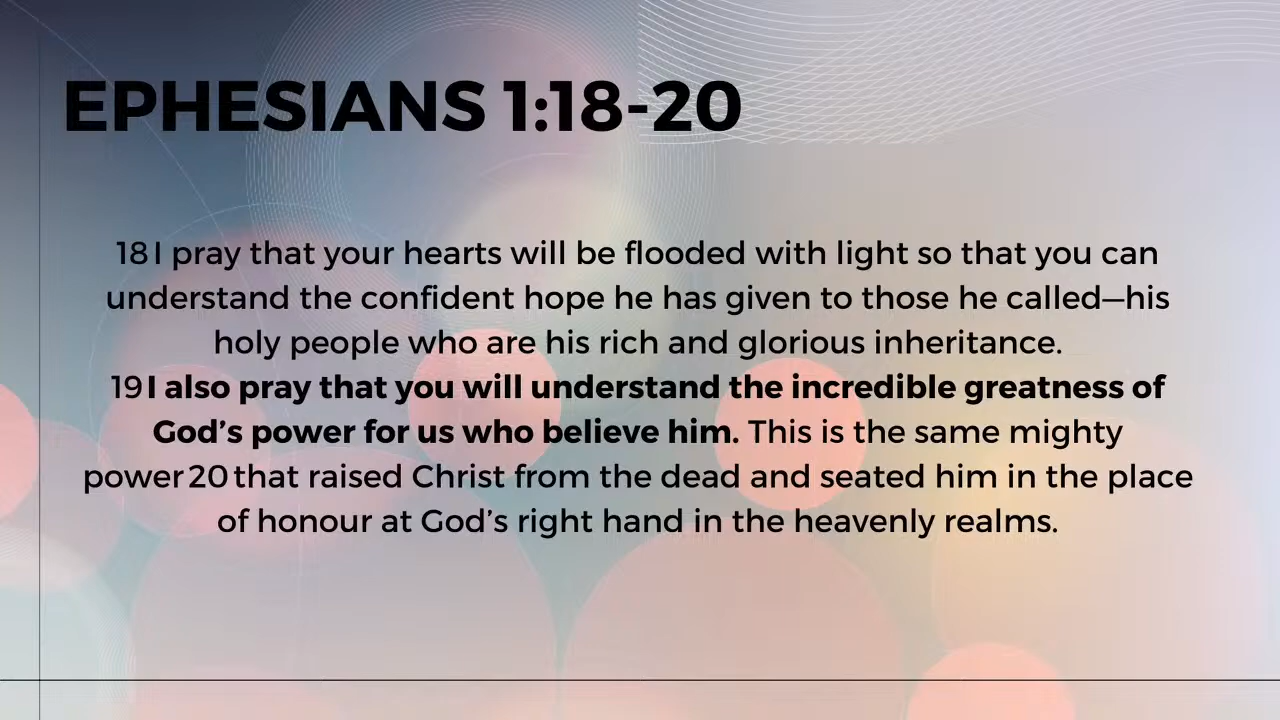 EPHESIANS 1:18-20
18 I pray that your hearts will be flooded with light so that you can
understand the confident hope he has given to those he called—his
holy people who are his rich and glorious inheritance.
19 I also pray that you will understand the incredible greatness of
God’s power for us who believe him. This is the same mighty
power 20 that raised Christ from the dead and seated him in the place
of honour at God’s right hand in the heavenly realms.